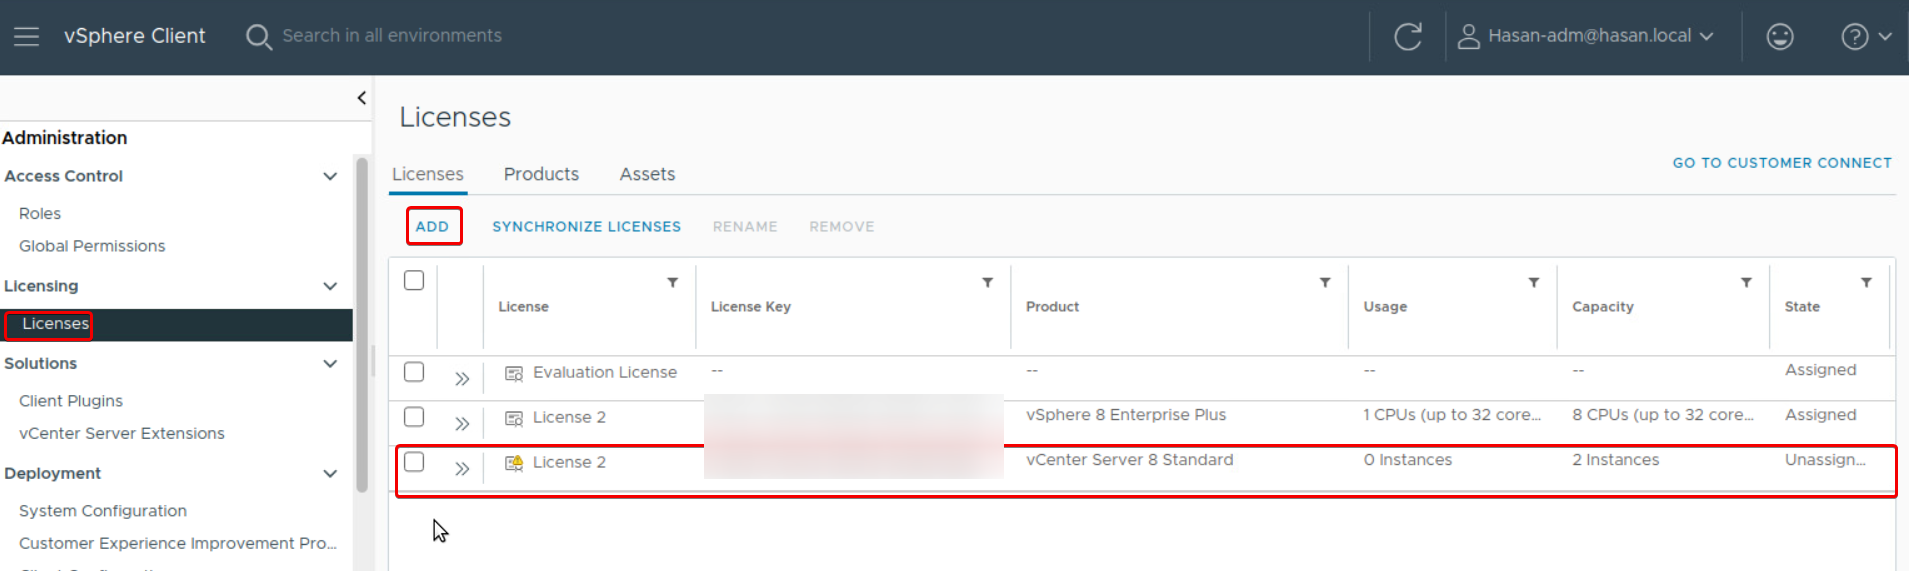 vSphere Client
Search in all environments
Hasan-adm@hasan.local
Administration
Access Control
Roles
Global Permissions
Licensing
Licenses
Solutions
Client Plugins
vCenter Server Extensions
Deployment
System Configuration
Customer Experience Improvement Pro...
Licenses
Licenses Products Assets
GO TO CUSTOMER CONNECT
ADD SYNCHRONIZE LICENSES RENAME REMOVE
License License Key Product Usage Capacity State
Evaluation License -- -- -- -- Assigned
License 2 vSphere 8 Enterprise Plus 1 CPUs (up to 32 core... 8 CPUs (up to 32 core... Assigned
License 2 vCenter Server 8 Standard 0 Instances 2 Instances Unassign...